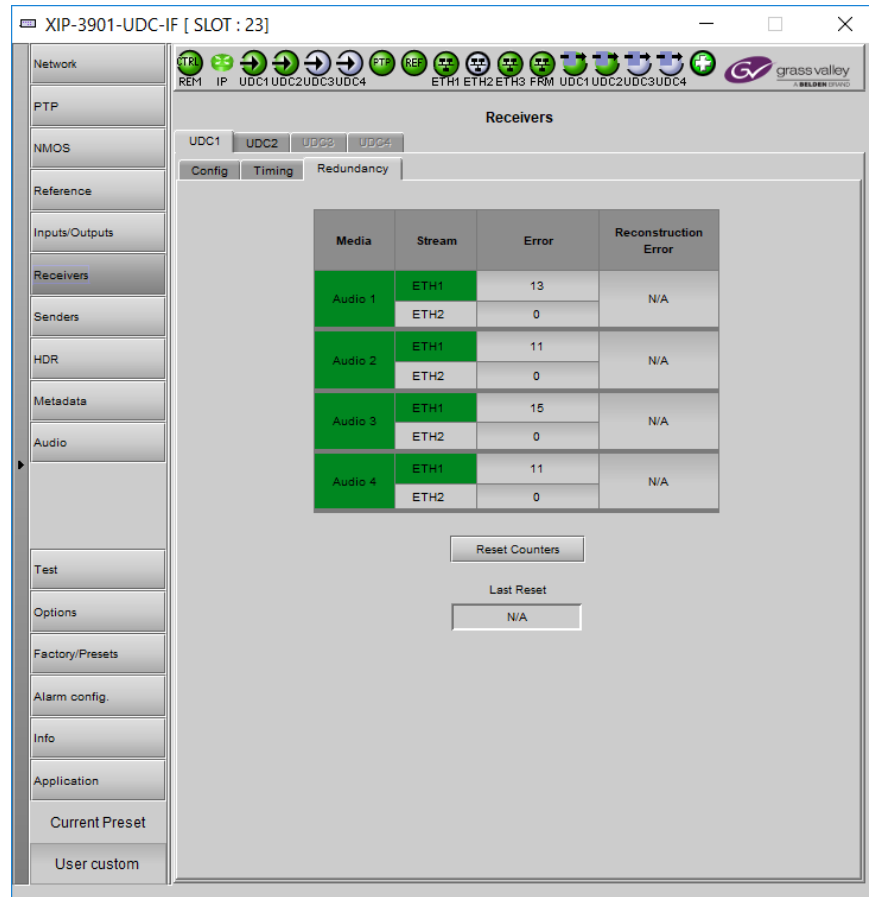 XIP-3901-UDC-IF [ SLOT : 23]
Network
PTP
NMOS
Reference
Inputs/Outputs
Receivers
Senders
HDR
Metadata
Audio
Test
Options
Factory/Presets
Alarm config.
Info
Application
Current Preset
User custom
CTRL PTP REF
REM IP UDC1 UDC2 UDC3 UDC4 ETH1 ETH2 ETH3 FRM UDC1 UDC2 UDC3 UDC4
GV grass valley
A BELDEN BRAND
Receivers
UDC1 UDC2 UDC3 UDC4
Config Timing Redundancy
Media Stream Error Reconstruction Error
Audio 1 ETH1 13 N/A
ETH2 0
Audio 2 ETH1 11 N/A
ETH2 0
Audio 3 ETH1 15 N/A
ETH2 0
Audio 4 ETH1 11 N/A
ETH2 0
Reset Counters
Last Reset
N/A